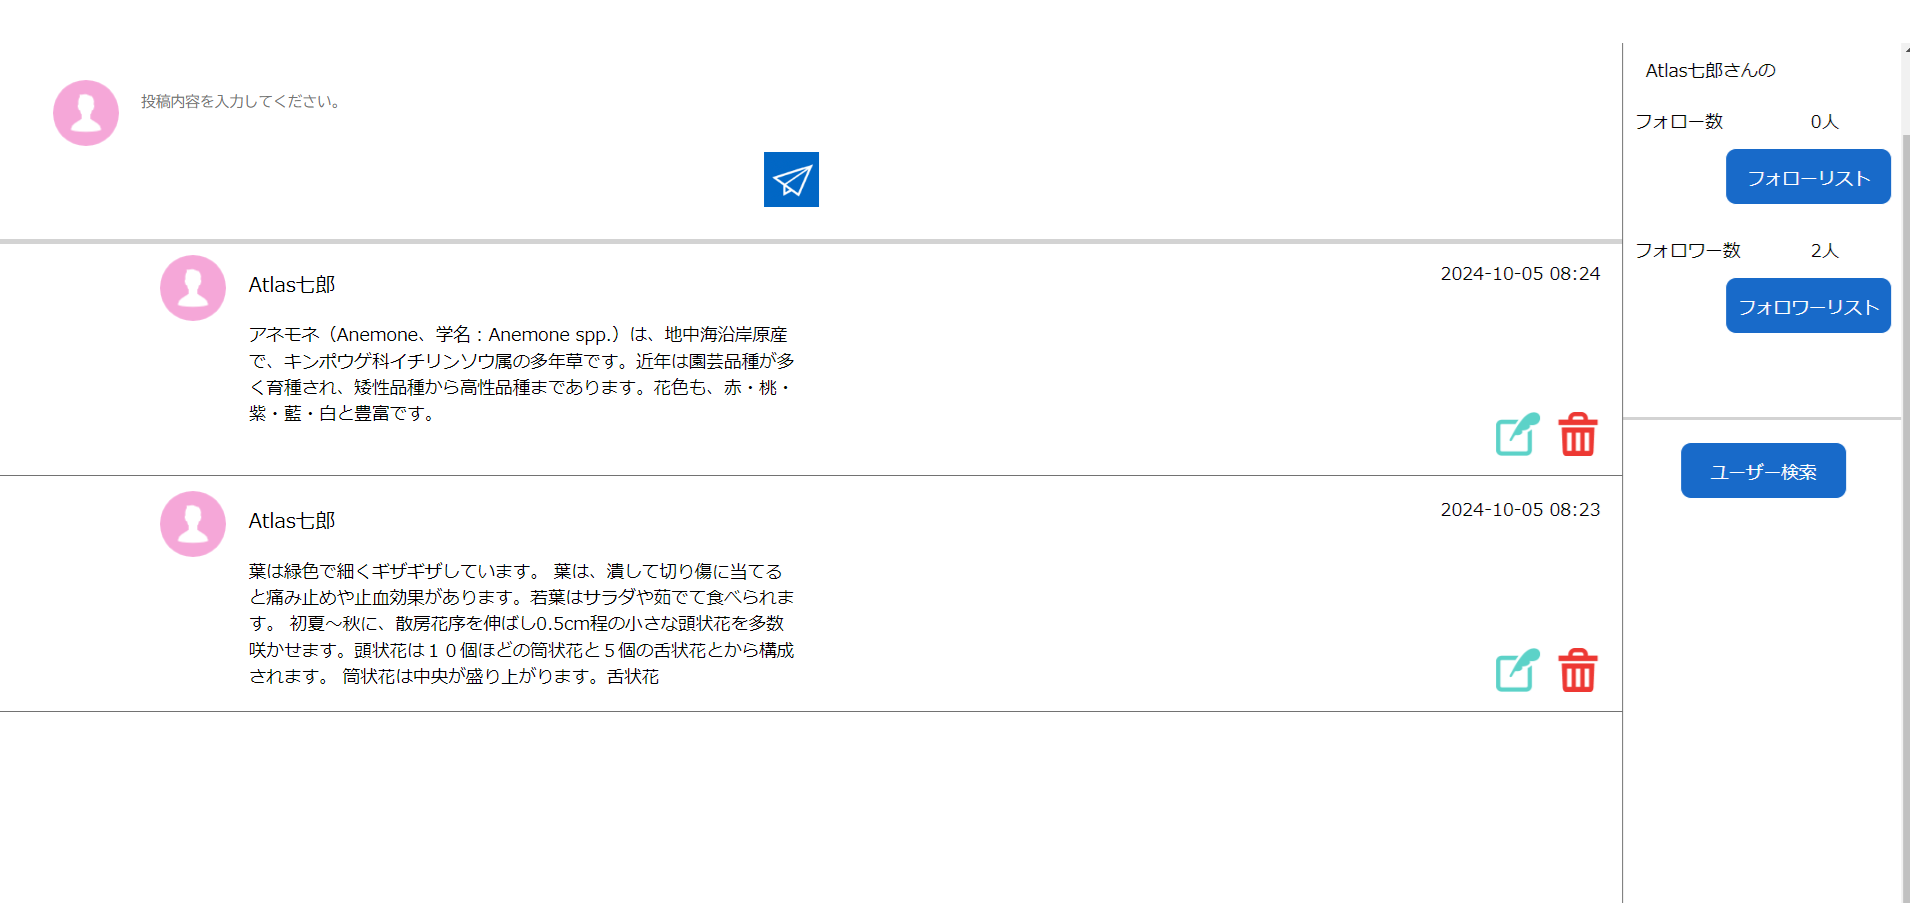 投稿内容を入力してください。
Atlas七郎
2024-10-05 08:24
アネモネ（Anemone、学名：Anemone spp.）は、地中海沿岸原産
で、キンポウゲ科イチリンソウ属の多年草です。近年は園芸品種が多
く育種され、矮性品種から高性品種まであります。花色も、赤・桃・
紫・藍・白と豊富です。
Atlas七郎
2024-10-05 08:23
葉は緑色で細くギザギザしています。 葉は、潰して切り傷に当てる
と痛み止めや止血効果があります。若葉はサラダや茹でて食べられま
す。 初夏～秋に、散房花序を伸ばし0.5cm程の小さな頭状花を多数
咲かせます。頭状花は１０個ほどの筒状花と５個の舌状花とから構成
されます。 筒状花は中央が盛り上がります。舌状花
Atlas七郎さんの
フォロー数 0人
フォローリスト
フォロワー数 2人
フォロワーリスト
ユーザー検索